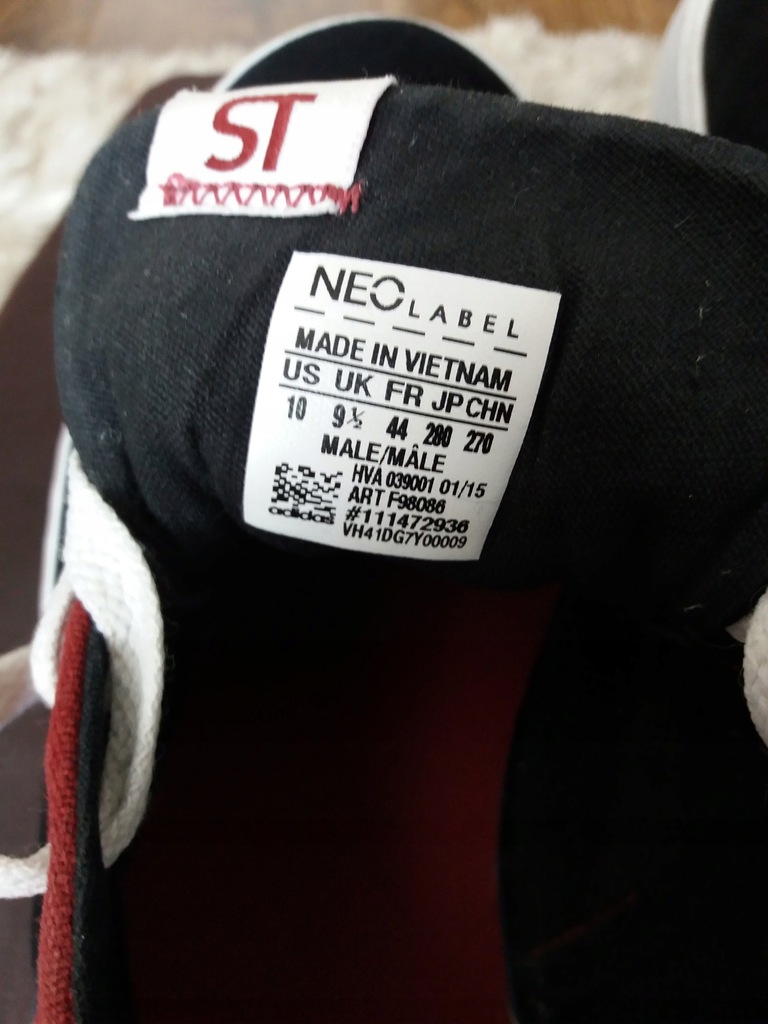 ST
NEO LABEL
MADE IN VIETNAM
US UK FR JP CHN
10 9½ 44 280 270
MALE/MÂLE
HVA 039001 01/15
ART F98086
#111472936
adidas
VH41DG7Y00009